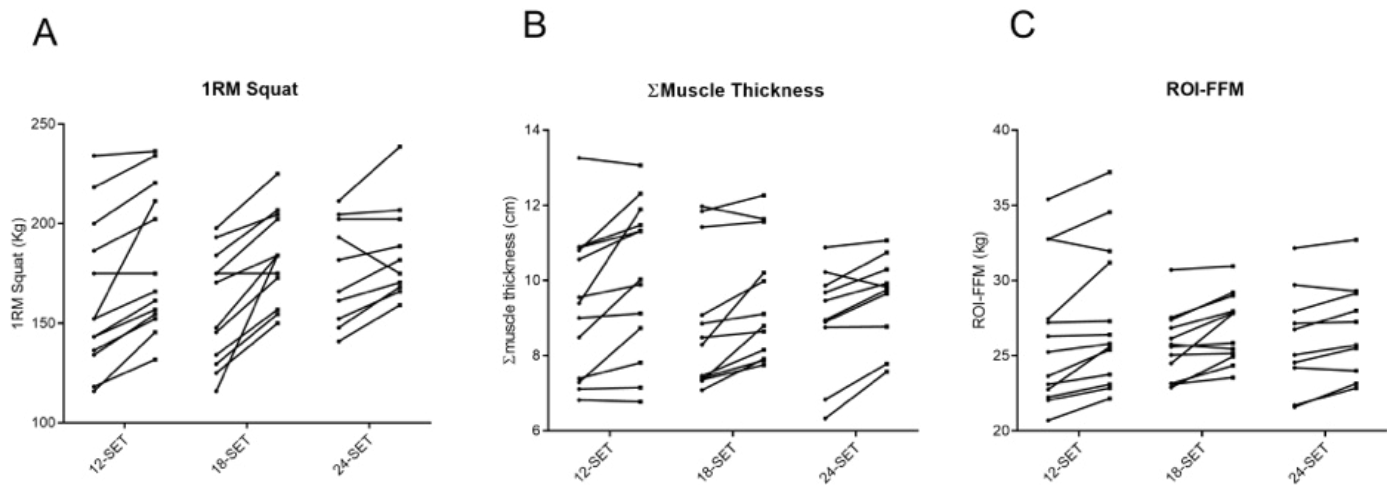 A
B
C
1RM Squat
1RM Squat (Kg)
250
200
150
100
12-SET
18-SET
24-SET
ΣMuscle Thickness
Σmuscle thickness (cm)
14
12
10
8
6
12-SET
18-SET
24-SET
ROI-FFM
ROI-FFM (kg)
40
35
30
25
20
12-SET
18-SET
24-SET